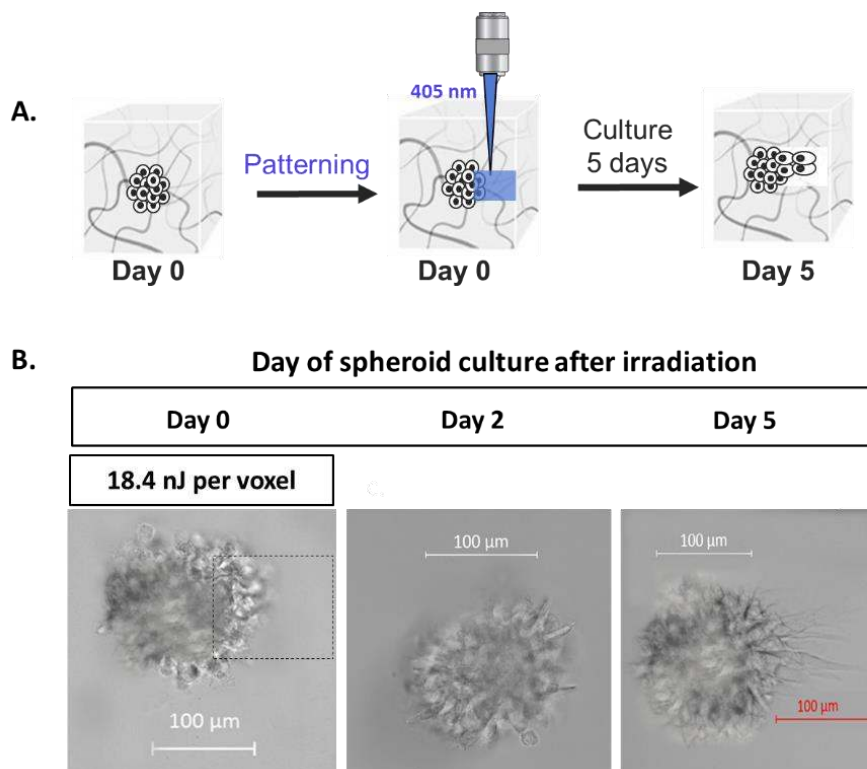 A.
405 nm
Patterning
Culture
5 days
Day 0
Day 0
Day 5
B.
Day of spheroid culture after irradiation
Day 0
Day 2
Day 5
18.4 nJ per voxel
C.
100 µm
100 µm
100 µm
100 µm